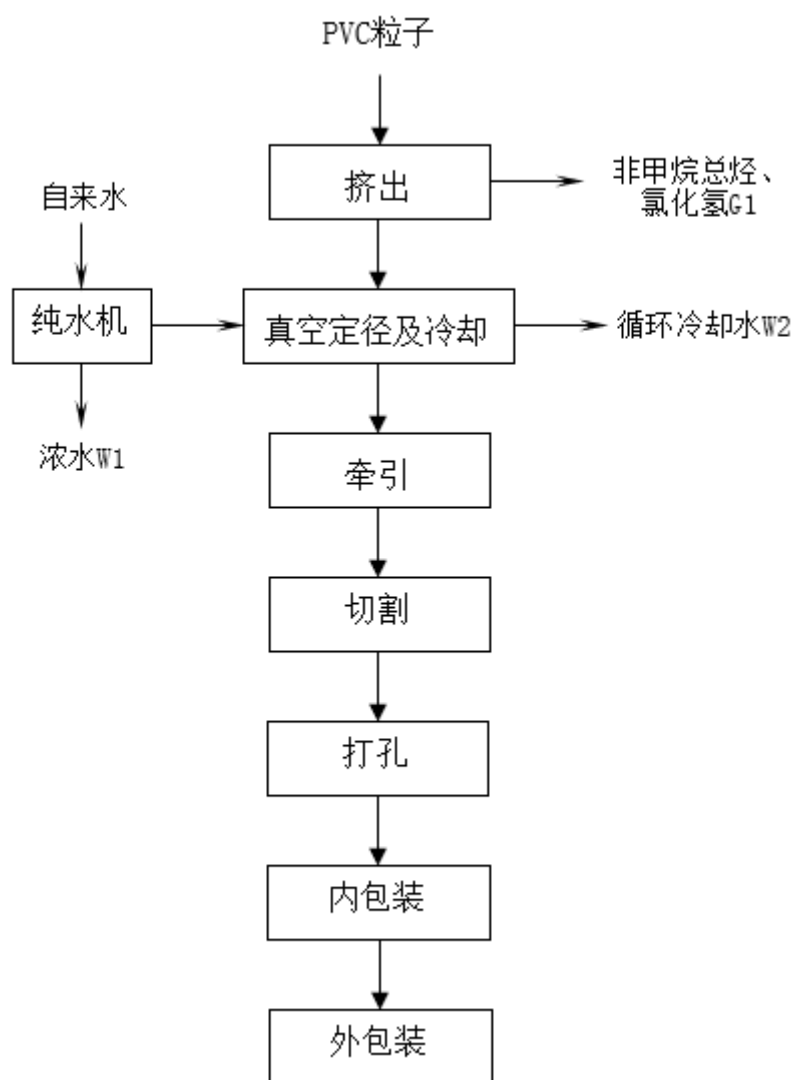 PVC粒子
挤出
非甲烷总烃、
氯化氢G1
自来水
纯水机
真空定径及冷却
循环冷却水W2
浓水W1
牵引
切割
打孔
内包装
外包装